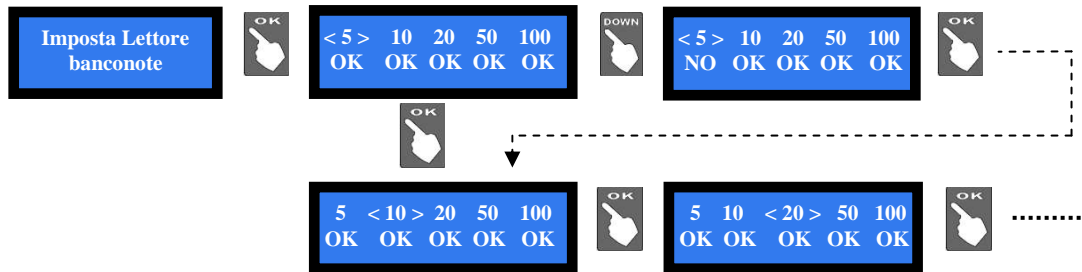 Imposta Lettore
banconote
OK
< 5 > 10 20 50 100
OK OK OK OK OK
DOWN
< 5 > 10 20 50 100
NO OK OK OK OK
OK
OK
5 < 10 > 20 50 100
OK OK OK OK OK
OK
5 10 < 20 > 50 100
OK OK OK OK OK
OK
.........